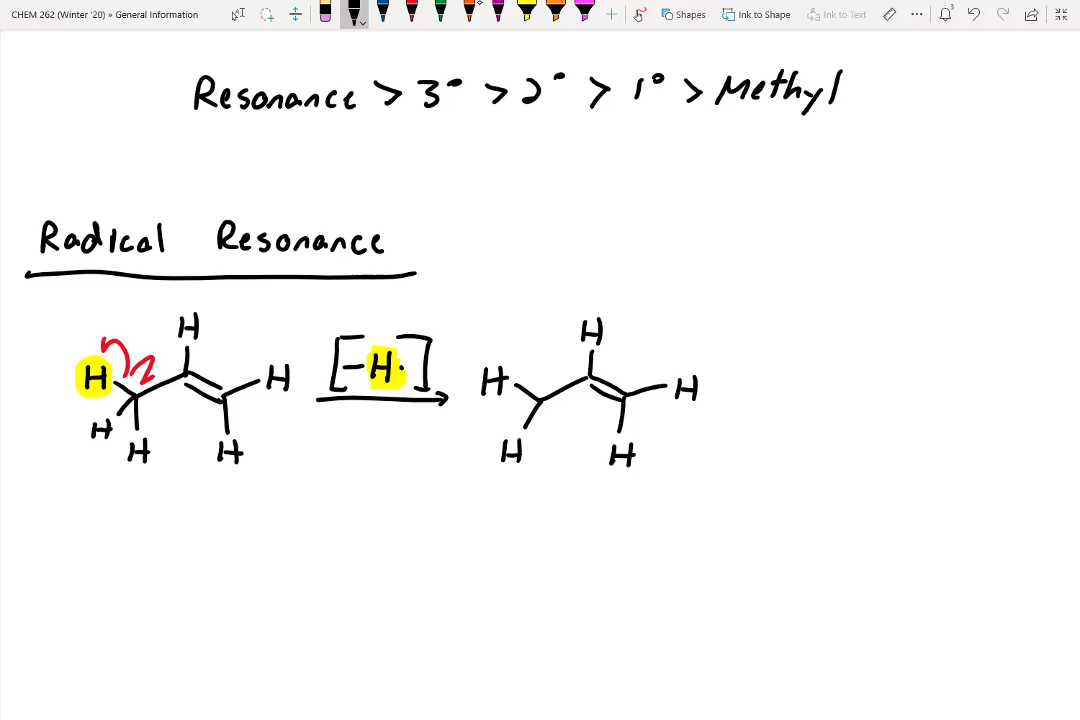 CHEM 262 (Winter '20) » General Information
Shapes
Ink to Shape
Ink to Text
3
Resonance > 3° > 2° > 1° > Methyl
Radical Resonance
H H [-H·] H
H H H H
H H H H H